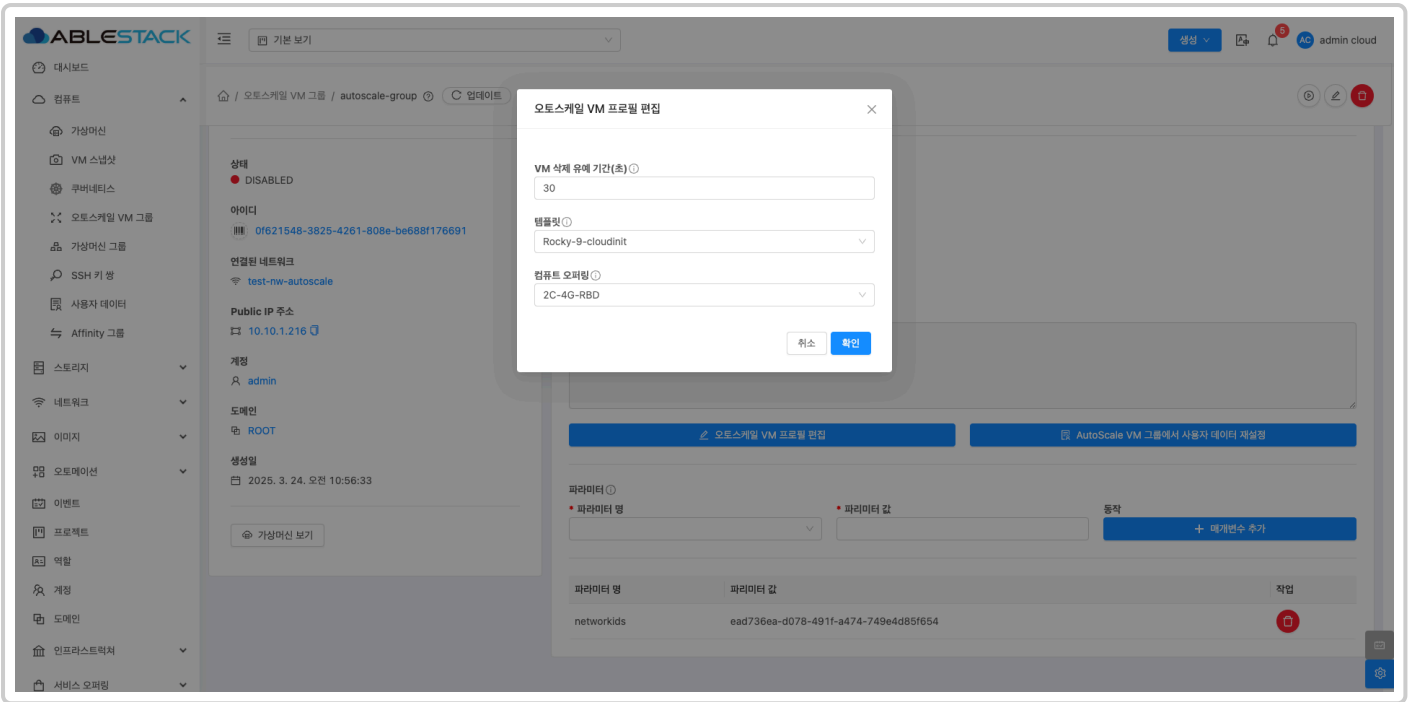 ABLESTACK
기본 보기
생성
5
AC
admin cloud
대시보드
컴퓨트
가상머신
VM 스냅샷
쿠버네티스
오토스케일 VM 그룹
가상머신 그룹
SSH 키 쌍
사용자 데이터
Affinity 그룹
스토리지
네트워크
이미지
오토메이션
이벤트
프로젝트
역할
계정
도메인
인프라스트럭쳐
서비스 오퍼링
/ 오토스케일 VM 그룹 / autoscale-group
업데이트
상태
DISABLED
아이디
0f621548-3825-4261-808e-be688f176691
연결된 네트워크
test-nw-autoscale
Public IP 주소
10.10.1.216
계정
admin
도메인
ROOT
생성일
2025. 3. 24. 오전 10:56:33
가상머신 보기
오토스케일 VM 프로필 편집
VM 삭제 유예 기간(초)
30
템플릿
Rocky-9-cloudinit
컴퓨트 오퍼링
2C-4G-RBD
취소
확인
오토스케일 VM 프로필 편집
AutoScale VM 그룹에서 사용자 데이터 재설정
파라미터
* 파라미터 명
* 파리미터 값
동작
매개변수 추가
파라미터 명
파리미터 값
작업
networkids
ead736ea-d078-491f-a474-749e4d85f654